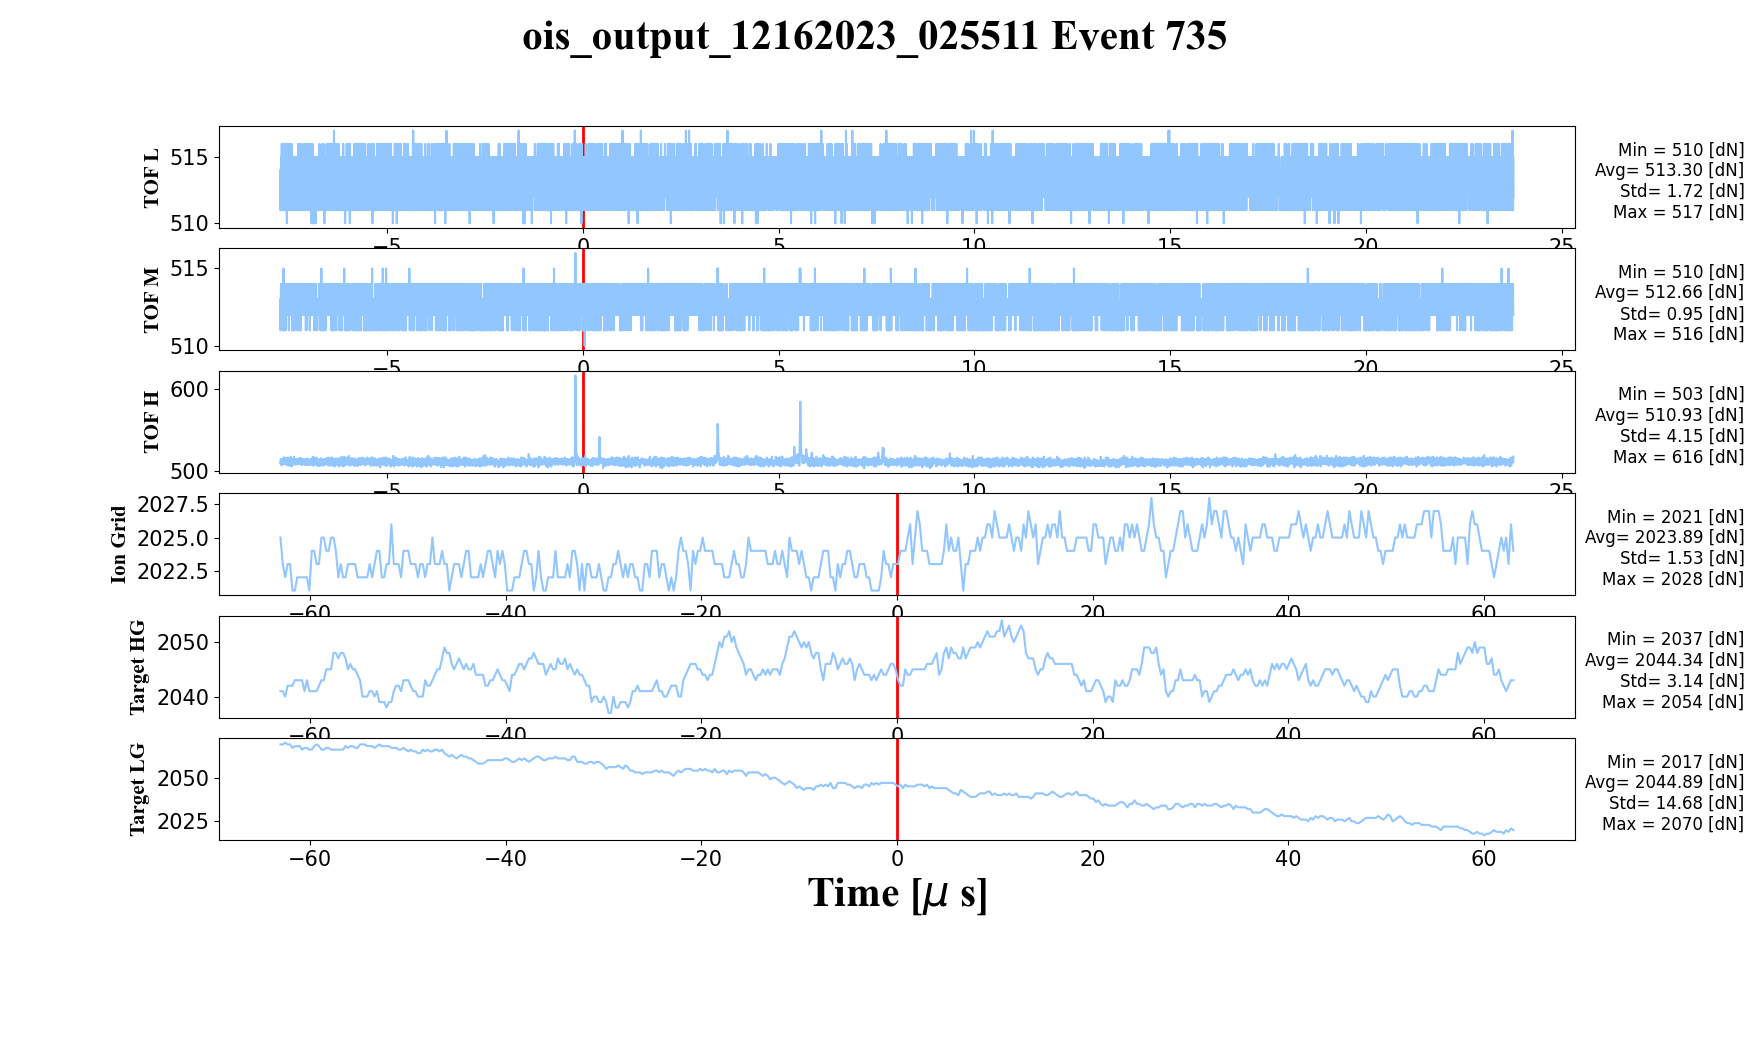 ois_output_12162023_025511 Event 735
TOF L
515
510
−5 0 5 10 15 20 25
Min = 510 [dN]
Avg= 513.30 [dN]
Std= 1.72 [dN]
Max = 517 [dN]
TOF M
515
510
−5 0 5 10 15 20 25
Min = 510 [dN]
Avg= 512.66 [dN]
Std= 0.95 [dN]
Max = 516 [dN]
TOF H
600
500
−5 0 5 10 15 20 25
Min = 503 [dN]
Avg= 510.93 [dN]
Std= 4.15 [dN]
Max = 616 [dN]
Ion Grid
2027.5
2025.0
2022.5
−60 −40 −20 0 20 40 60
Min = 2021 [dN]
Avg= 2023.89 [dN]
Std= 1.53 [dN]
Max = 2028 [dN]
Target HG
2050
2040
−60 −40 −20 0 20 40 60
Min = 2037 [dN]
Avg= 2044.34 [dN]
Std= 3.14 [dN]
Max = 2054 [dN]
Target LG
2050
2025
−60 −40 −20 0 20 40 60
Min = 2017 [dN]
Avg= 2044.89 [dN]
Std= 14.68 [dN]
Max = 2070 [dN]
Time [μ s]